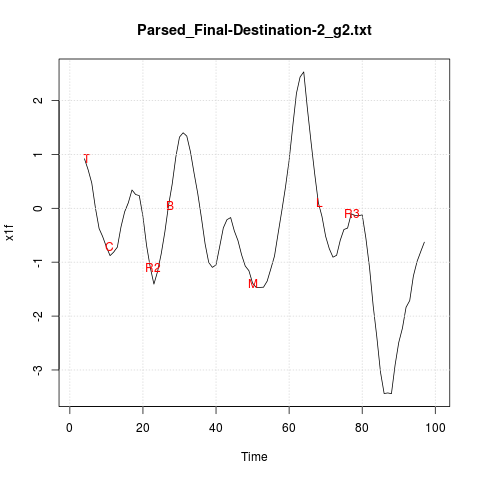 Parsed_Final-Destination-2_g2.txt
2
1
0
-1
-2
-3
x1f
T
C
R2
B
M
L
R3
0 20 40 60 80 100
Time